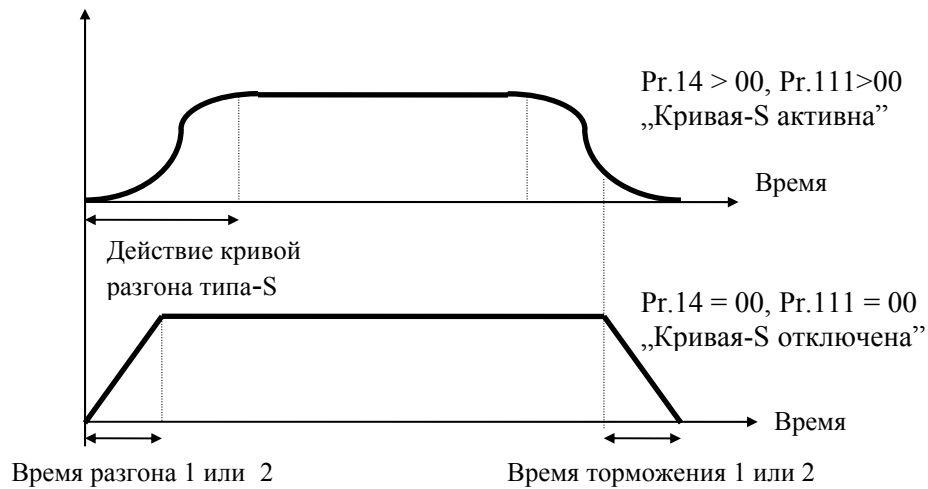 Pr.14 > 00, Pr.111>00
„Кривая-S активна”
Время
Действие кривой
разгона типа-S
Pr.14 = 00, Pr.111 = 00
„Кривая-S отключена”
Время
Время разгона 1 или 2
Время торможения 1 или 2